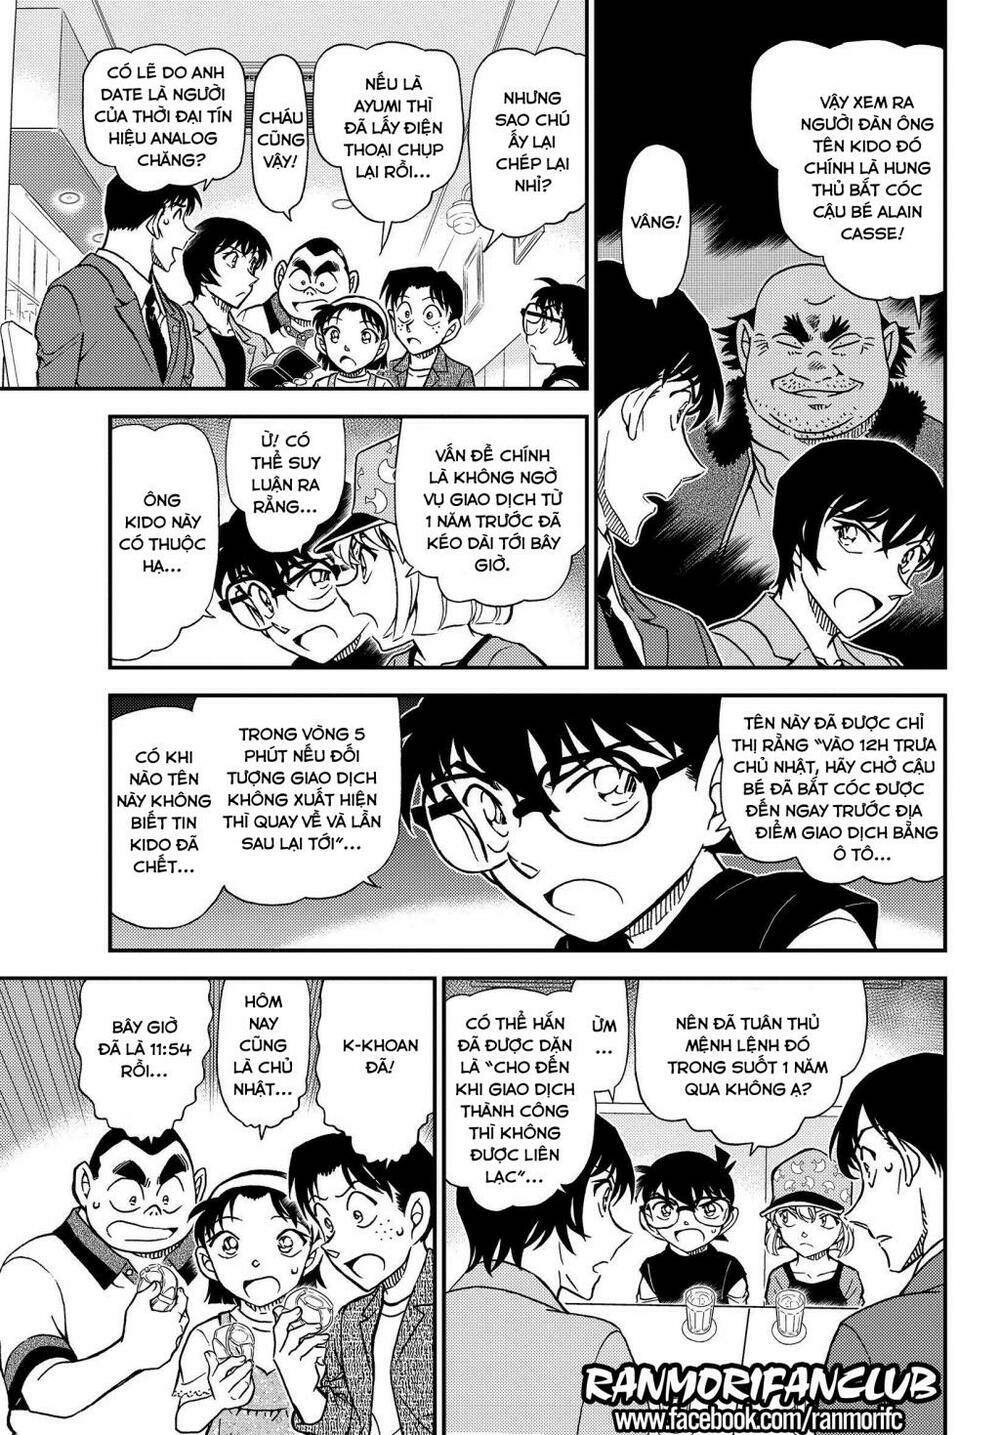 VẬY XEM RA
NGƯỜI ĐÀN ÔNG
TÊN KIDO ĐÓ
CHÍNH LÀ HUNG
THỦ BẮT CÓC
CẬU BÉ ALAIN
CASSE!
VÂNG!
NHƯNG
SAO CHÚ
ẤY LẠI
CHÉP LẠI
NHỈ?
NẾU LÀ
AYUMI THÌ
ĐÃ LẤY ĐIỆN
THOẠI CHỤP
LẠI RỒI...
CHÁU
CŨNG
VẬY!
CÓ LẼ DO ANH
DATE LÀ NGƯỜI
CỦA THỜI ĐẠI TÍN
HIỆU ANALOG
CHĂNG?
VẤN ĐỀ CHÍNH
LÀ KHÔNG NGỜ
VỤ GIAO DỊCH TỪ
1 NĂM TRƯỚC ĐÃ
KÉO DÀI TỚI BÂY
GIỜ.
Ừ! CÓ
THỂ SUY
LUẬN RA
RẰNG...
ÔNG
KIDO NÀY
CÓ THUỘC
HẠ...
TÊN NÀY ĐÃ ĐƯỢC CHỈ
THỊ RẰNG "VÀO 12H TRƯA
CHỦ NHẬT, HÃY CHỞ CẬU
BÉ ĐÃ BẮT CÓC ĐƯỢC
ĐẾN NGAY TRƯỚC ĐỊA
ĐIỂM GIAO DỊCH BẰNG
Ô TÔ...
TRONG VÒNG 5
PHÚT NẾU ĐỐI
TƯỢNG GIAO DỊCH
KHÔNG XUẤT HIỆN
THÌ QUAY VỀ VÀ LẦN
SAU LẠI TỚI"...
CÓ KHI
NÀO TÊN
NÀY KHÔNG
BIẾT TIN
KIDO ĐÃ
CHẾT...
NÊN ĐÃ TUÂN THỦ
MỆNH LỆNH ĐÓ
TRONG SUỐT 1 NĂM
QUA KHÔNG Ạ?
ỪM
...
CÓ THỂ HẮN
ĐÃ ĐƯỢC DẶN
LÀ "CHO ĐẾN
KHI GIAO DỊCH
THÀNH CÔNG
THÌ KHÔNG
ĐƯỢC LIÊN
LẠC"...
K-KHOAN
ĐÃ!
HÔM
NAY
CŨNG
LÀ CHỦ
NHẬT...
BÂY GIỜ
ĐÃ LÀ 11:54
RỒI...
RANMORIFANCLUB
www.facebook.com/ranmorifc